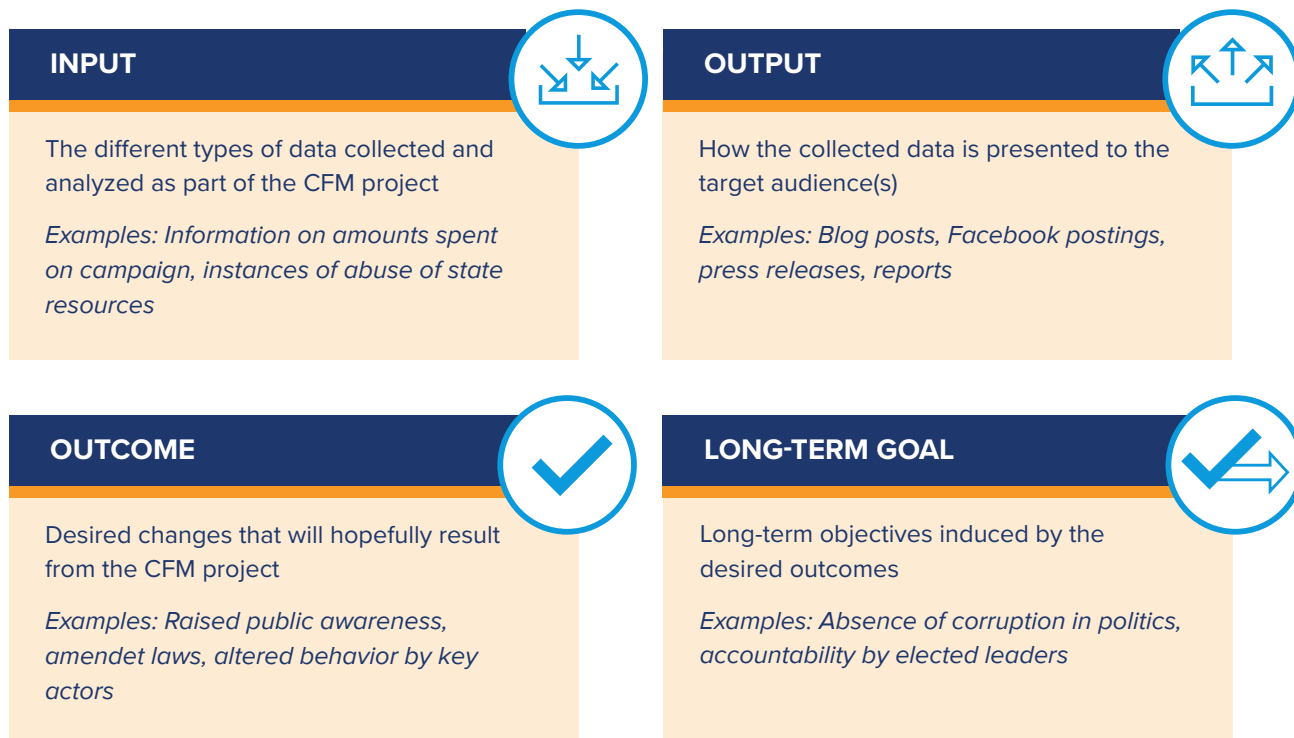 INPUT
The different types of data collected and
analyzed as part of the CFM project
Examples: Information on amounts spent
on campaign, instances of abuse of state
resources
OUTPUT
How the collected data is presented to the
target audience(s)
Examples: Blog posts, Facebook postings,
press releases, reports
OUTCOME
Desired changes that will hopefully result
from the CFM project
Examples: Raised public awareness,
amendet laws, altered behavior by key
actors
LONG-TERM GOAL
Long-term objectives induced by the
desired outcomes
Examples: Absence of corruption in politics,
accountability by elected leaders